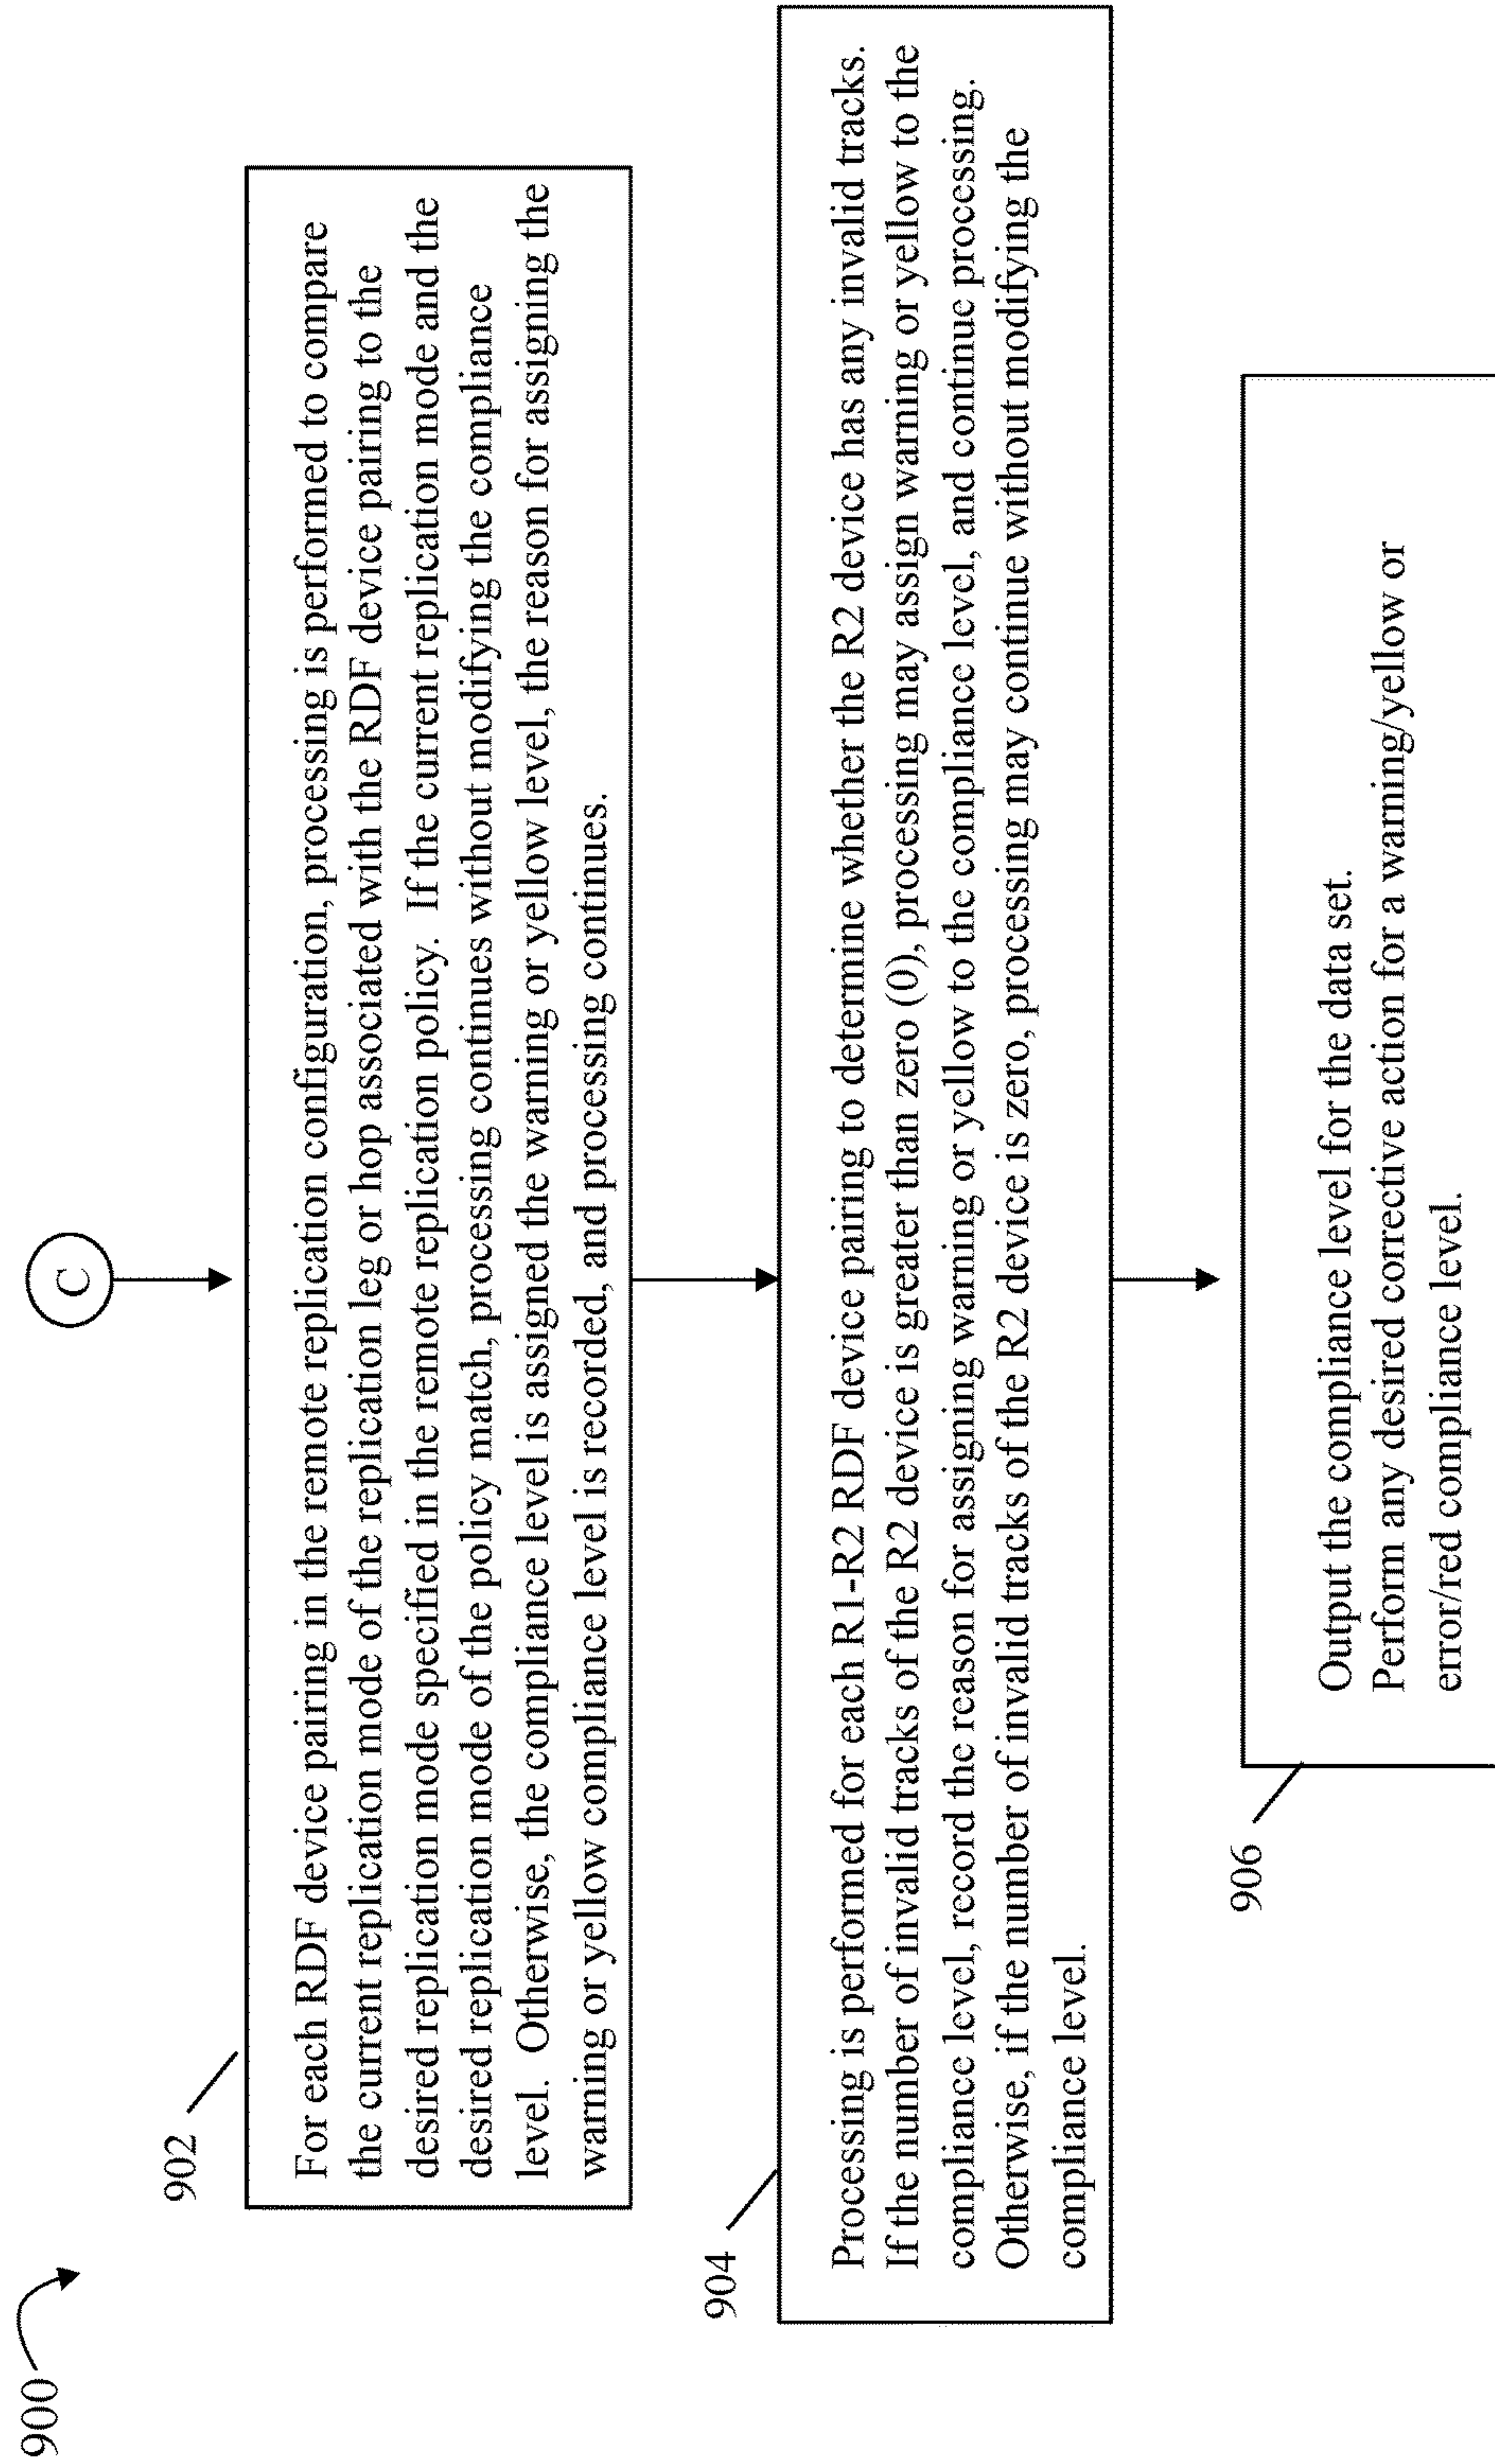 900
C
902
For each RDF device pairing in the remote replication configuration, processing is performed to compare
the current replication mode of the replication leg or hop associated with the RDF device pairing to the
desired replication mode specified in the remote replication policy. If the current replication mode and the
desired replication mode of the policy match, processing continues without modifying the compliance
level. Otherwise, the compliance level is assigned the warning or yellow level, the reason for assigning the
warning or yellow compliance level is recorded, and processing continues.
904
Processing is performed for each R1-R2 RDF device pairing to determine whether the R2 device has any invalid tracks.
If the number of invalid tracks of the R2 device is greater than zero (0), processing may assign warning or yellow to the
compliance level, record the reason for assigning warning or yellow to the compliance level, and continue processing.
Otherwise, if the number of invalid tracks of the R2 device is zero, processing may continue without modifying the
compliance level.
906
Output the compliance level for the data set.
Perform any desired corrective action for a warning/yellow or
error/red compliance level.